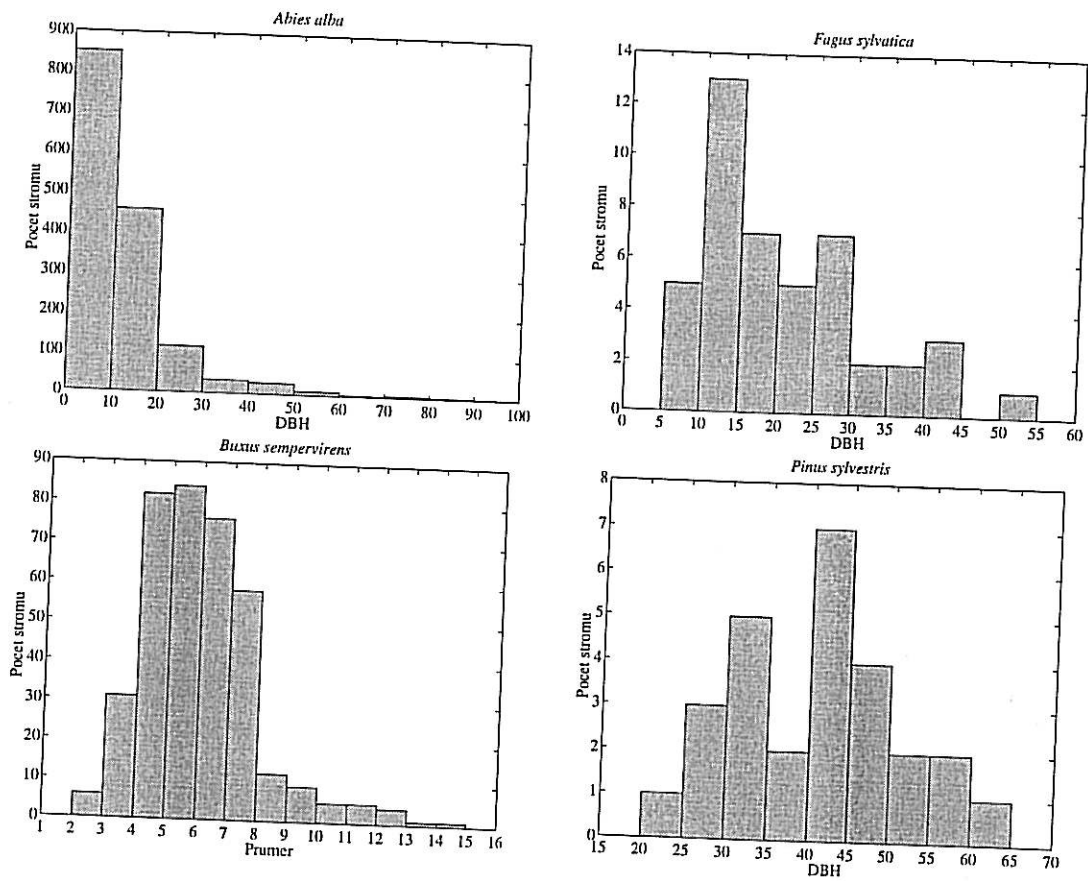 Abies alba
900
800
700
600
500
400
300
200
100
0
Pocet stromu
0 10 20 30 40 50 60 70 80 90 100
DBH
Fagus sylvatica
14
12
10
8
6
4
2
0
Pocet stromu
0 5 10 15 20 25 30 35 40 45 50 55 60
DBH
Buxus sempervirens
90
80
70
60
50
40
30
20
10
0
Pocet stromu
1 2 3 4 5 6 7 8 9 10 11 12 13 14 15 16
Prumer
Pinus sylvestris
8
7
6
5
4
3
2
1
0
Pocet stromu
15 20 25 30 35 40 45 50 55 60 65 70
DBH